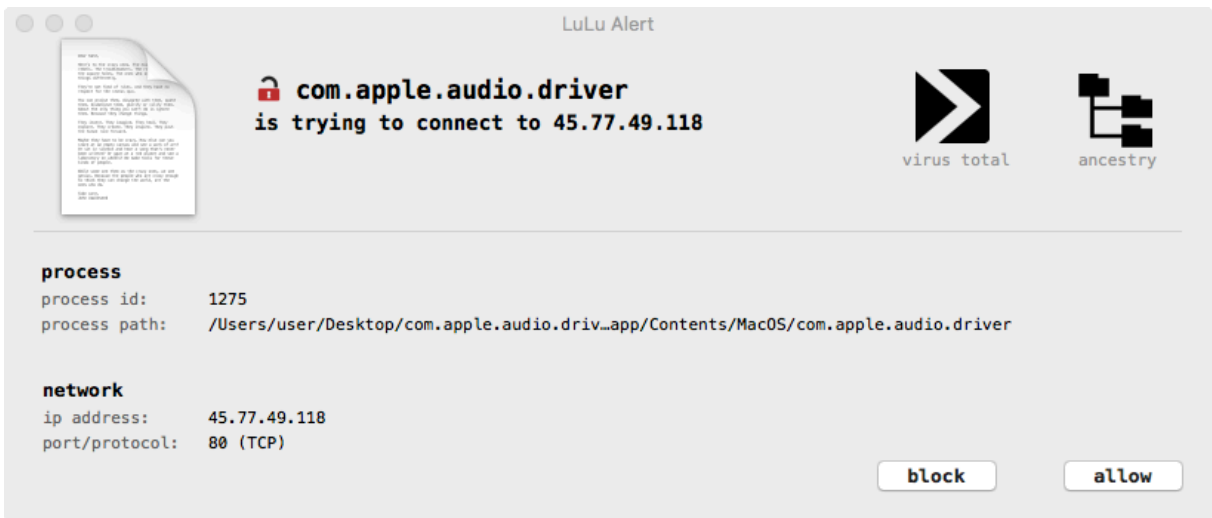 LuLu Alert
com.apple.audio.driver
is trying to connect to 45.77.49.118
virus total
ancestry
process
process id: 1275
process path: /Users/user/Desktop/com.apple.audio.driv…app/Contents/MacOS/com.apple.audio.driver
network
ip address: 45.77.49.118
port/protocol: 80 (TCP)
block
allow